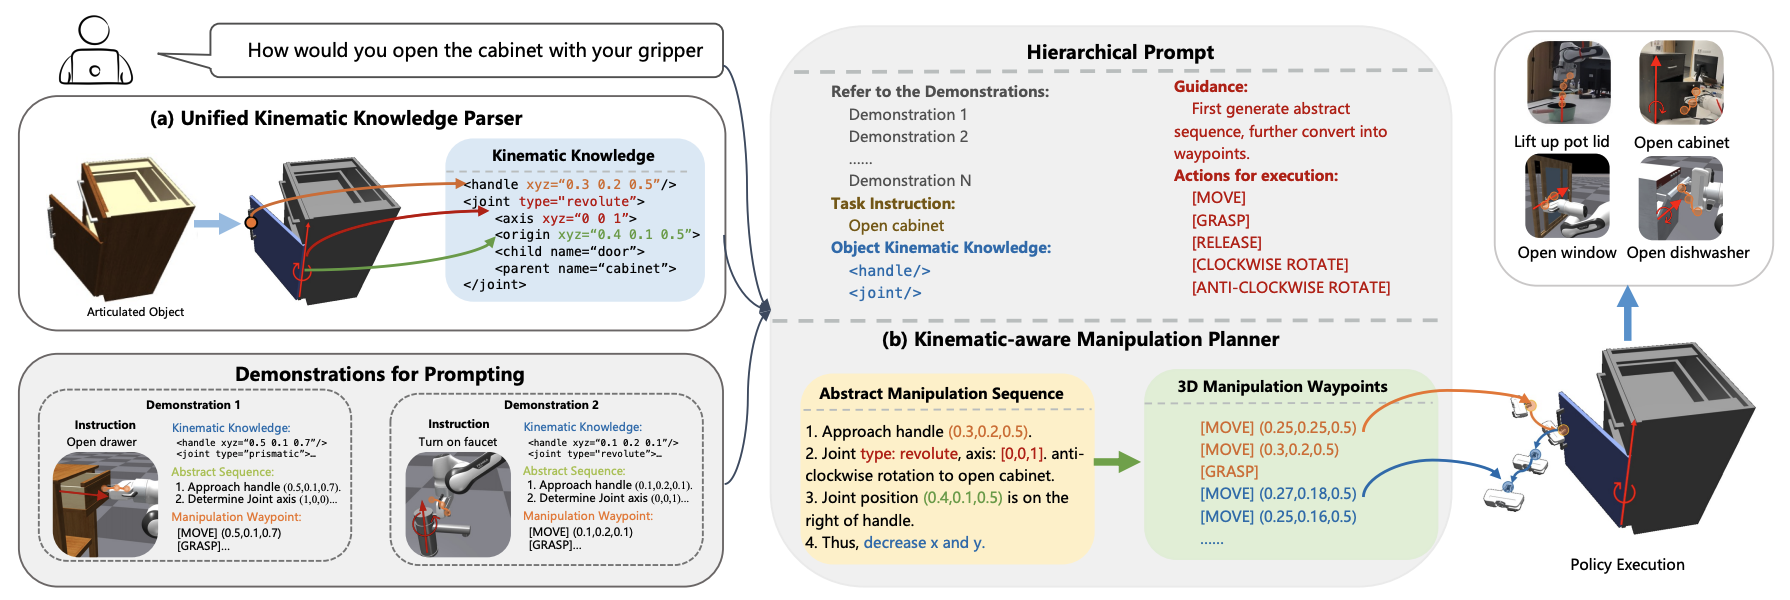 How would you open the cabinet with your gripper
(a) Unified Kinematic Knowledge Parser
Articulated Object
Kinematic Knowledge
<handle xyz=“0.3 0.2 0.5”/>
<joint type="revolute">
<axis xyz=“0 0 1”>
<origin xyz=“0.4 0.1 0.5”>
<child name=“door”>
<parent name=“cabinet”>
</joint>
Demonstrations for Prompting
Demonstration 1
Instruction
Open drawer
Kinematic Knowledge:
<handle xyz=“0.5 0.1 0.7”/>
<joint type=”prismatic”>…
Abstract Sequence:
1. Approach handle (0.5,0.1,0.7).
2. Determine Joint axis (1,0,0)...
Manipulation Waypoint:
[MOVE] (0.5,0.1,0.7)
[GRASP]...
Demonstration 2
Instruction
Turn on faucet
Kinematic Knowledge:
<handle xyz=“0.1 0.2 0.1”/>
<joint type="revolute”>…
Abstract Sequence:
1. Approach handle (0.1,0.2,0.1).
2. Determine Joint axis (0,0,1)...
Manipulation Waypoint:
[MOVE] (0.1,0.2,0.1)
[GRASP]...
Hierarchical Prompt
Refer to the Demonstrations:
Demonstration 1
Demonstration 2
......
Demonstration N
Task Instruction:
Open cabinet
Object Kinematic Knowledge:
<handle/>
<joint/>
Guidance:
First generate abstract
sequence, further convert into
waypoints.
Actions for execution:
[MOVE]
[GRASP]
[RELEASE]
[CLOCKWISE ROTATE]
[ANTI-CLOCKWISE ROTATE]
(b) Kinematic-aware Manipulation Planner
Abstract Manipulation Sequence
1. Approach handle (0.3,0.2,0.5).
2. Joint type: revolute, axis: [0,0,1]. anti-
clockwise rotation to open cabinet.
3. Joint position (0.4,0.1,0.5) is on the
right of handle.
4. Thus, decrease x and y.
3D Manipulation Waypoints
[MOVE] (0.25,0.25,0.5)
[MOVE] (0.3,0.2,0.5)
[GRASP]
[MOVE] (0.27,0.18,0.5)
[MOVE] (0.25,0.16,0.5)
......
Lift up pot lid
Open cabinet
Open window
Open dishwasher
Policy Execution